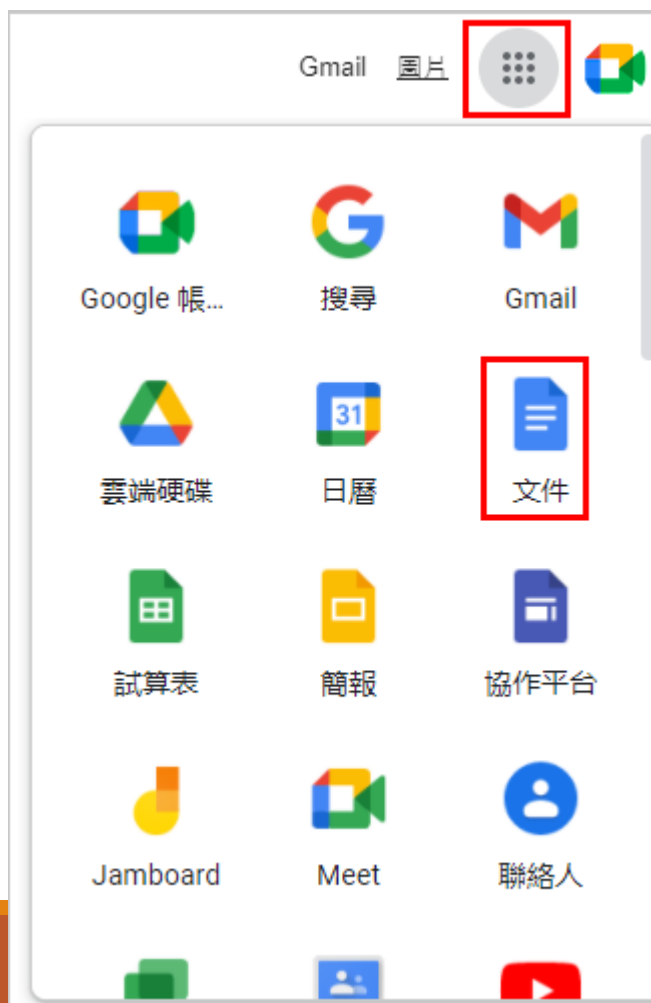 Gmail 圖片
Google 帳... 搜尋 Gmail
31
雲端硬碟 日曆 文件
試算表 簡報 協作平台
Jamboard Meet 聯絡人